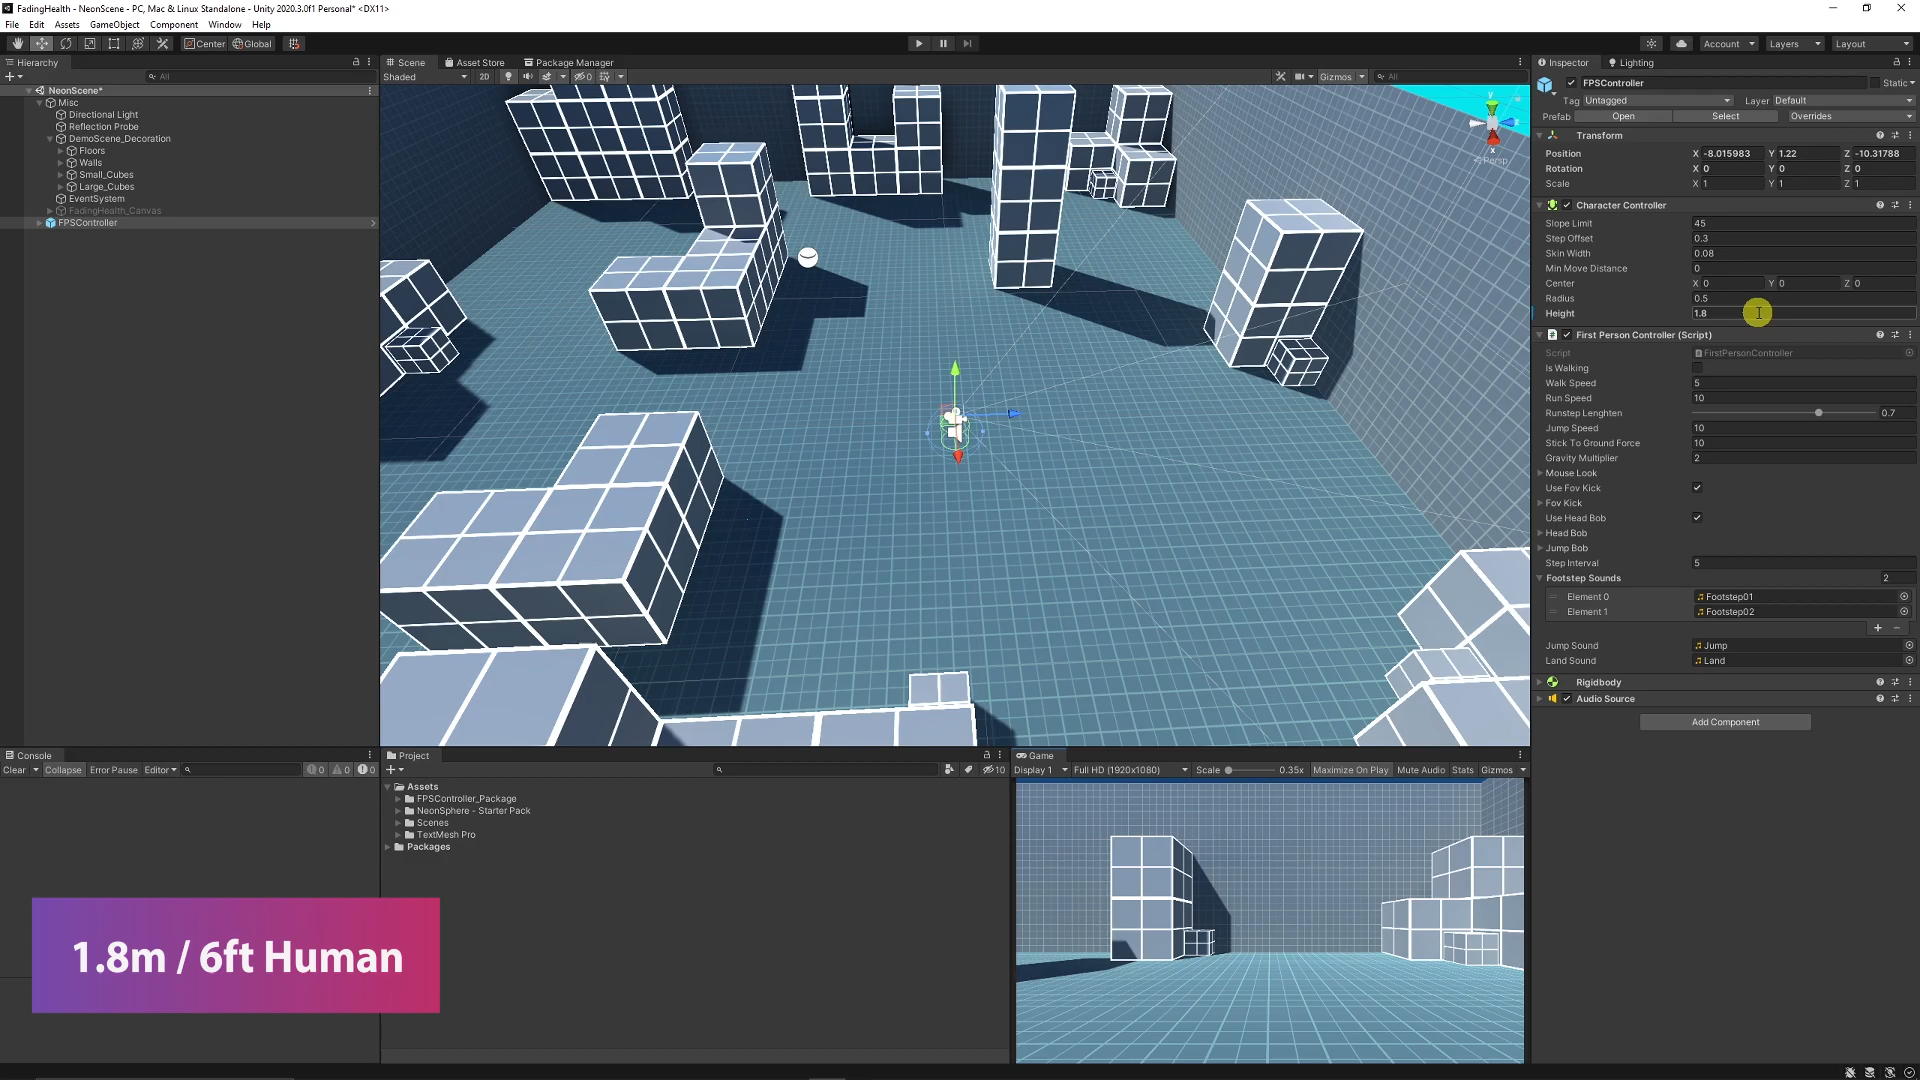 FadingHealth - NeonScene - PC, Mac & Linux Standalone - Unity 2020.3.0f1 Personal* <DX11>
File Edit Assets GameObject Component Window Help
Center Global Account Layers Layout
Hierarchy
All
NeonScene*
Misc
Directional Light
Reflection Probe
DemoScene_Decoration
Floors
Walls
Small_Cubes
Large_Cubes
EventSystem
FadingHealth_Canvas
FPSController
Scene Asset Store Package Manager
Shaded 2D 0 Gizmos All
y
x
Persp
Inspector Lighting
FPSController Static
Tag Untagged Layer Default
Prefab Open Select Overrides
Transform
Position X -8.015983 Y 1.22 Z -10.31788
Rotation X 0 Y 0 Z 0
Scale X 1 Y 1 Z 1
Character Controller
Slope Limit 45
Step Offset 0.3
Skin Width 0.08
Min Move Distance 0
Center X 0 Y 0 Z 0
Radius 0.5
Height 1.8
First Person Controller (Script)
Script FirstPersonController
Is Walking
Walk Speed 5
Run Speed 10
Runstep Lenghten 0.7
Jump Speed 10
Stick To Ground Force 10
Gravity Multiplier 2
Mouse Look
Use Fov Kick
Fov Kick
Use Head Bob
Head Bob
Jump Bob
Step Interval 5
Footstep Sounds 2
Element 0 Footstep01
Element 1 Footstep02
Jump Sound Jump
Land Sound Land
Rigidbody
Audio Source
Add Component
Console
Clear Collapse Error Pause Editor 0 0 0
Project
10
Assets
FPSController_Package
NeonSphere - Starter Pack
Scenes
TextMesh Pro
Packages
Game
Display 1 Full HD (1920x1080) Scale 0.35x Maximize On Play Mute Audio Stats Gizmos
1.8m / 6ft Human